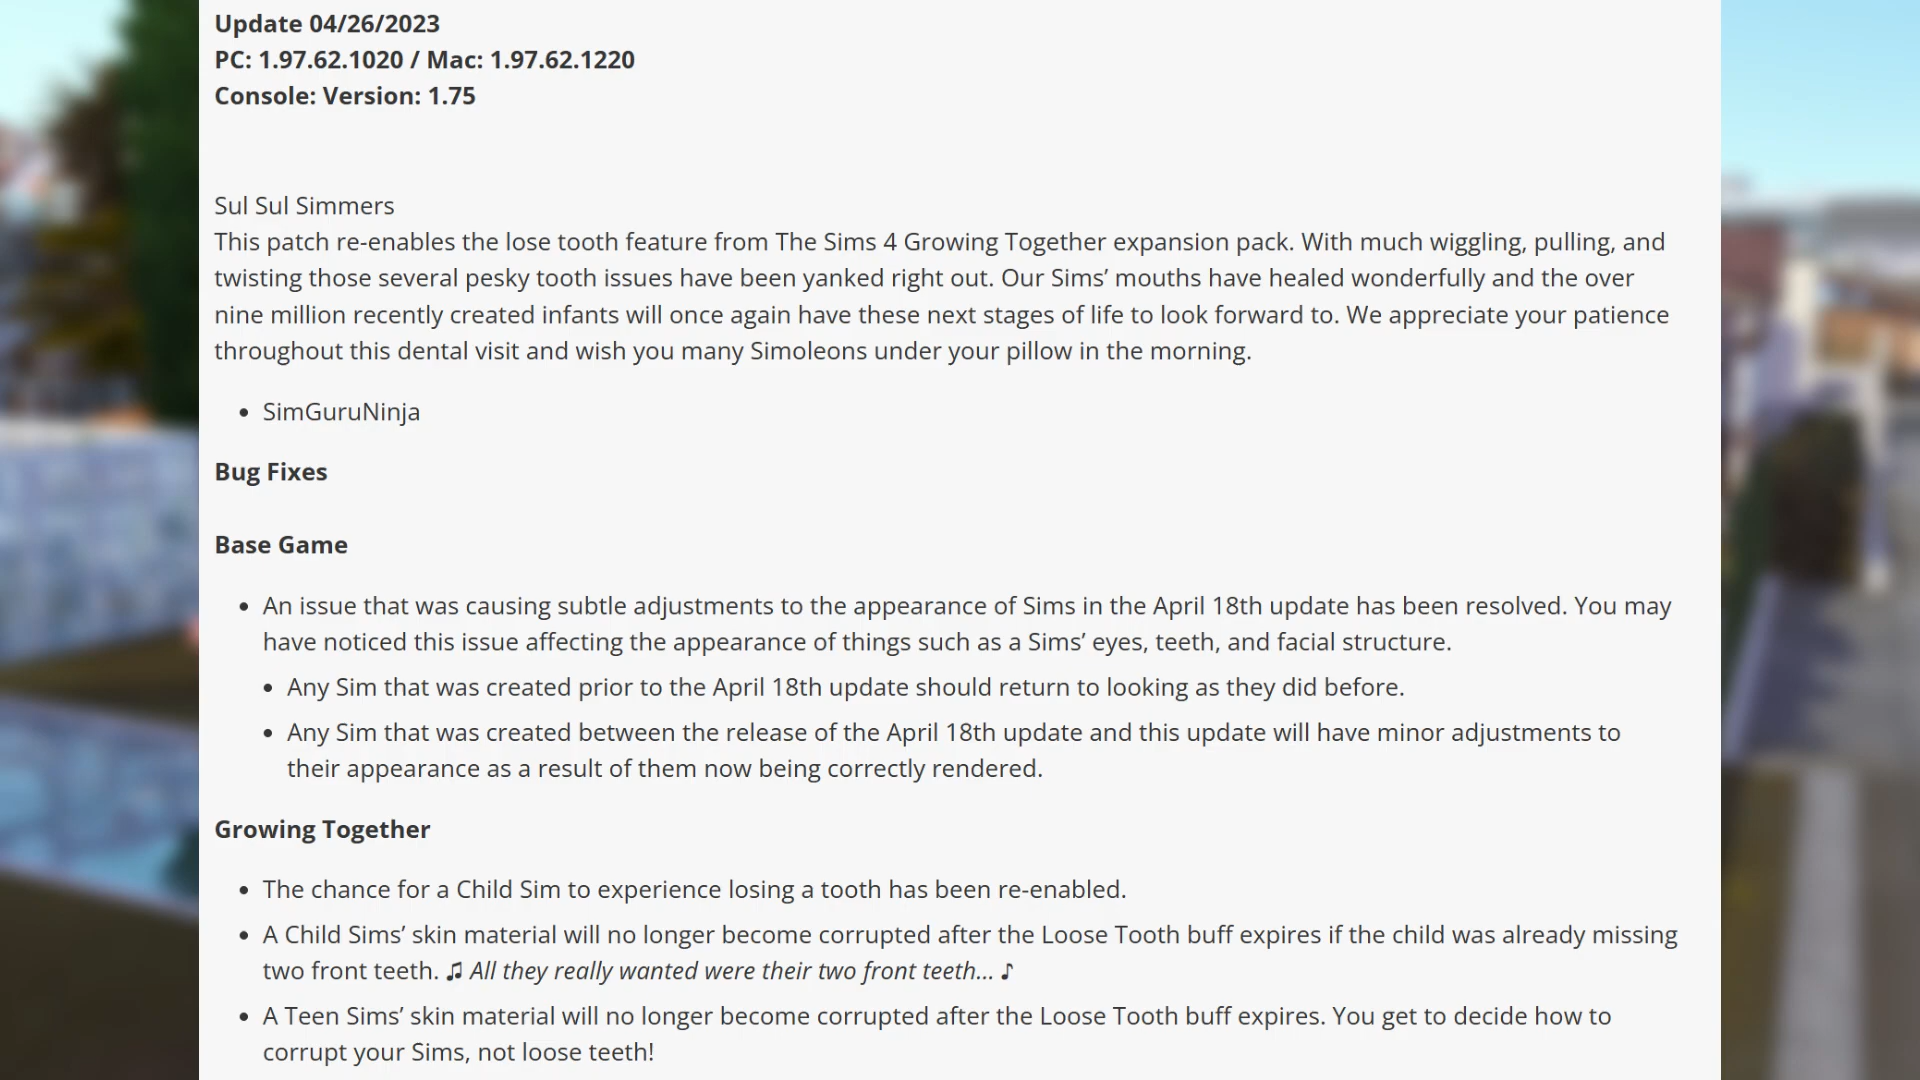 Update 04/26/2023
PC: 1.97.62.1020 / Mac: 1.97.62.1220
Console: Version: 1.75
Sul Sul Simmers
This patch re-enables the lose tooth feature from The Sims 4 Growing Together expansion pack. With much wiggling, pulling, and
twisting those several pesky tooth issues have been yanked right out. Our Sims’ mouths have healed wonderfully and the over
nine million recently created infants will once again have these next stages of life to look forward to. We appreciate your patience
throughout this dental visit and wish you many Simoleons under your pillow in the morning.
• SimGuruNinja
Bug Fixes
Base Game
• An issue that was causing subtle adjustments to the appearance of Sims in the April 18th update has been resolved. You may
have noticed this issue affecting the appearance of things such as a Sims’ eyes, teeth, and facial structure.
• Any Sim that was created prior to the April 18th update should return to looking as they did before.
• Any Sim that was created between the release of the April 18th update and this update will have minor adjustments to
their appearance as a result of them now being correctly rendered.
Growing Together
• The chance for a Child Sim to experience losing a tooth has been re-enabled.
• A Child Sims’ skin material will no longer become corrupted after the Loose Tooth buff expires if the child was already missing
two front teeth. ♫ All they really wanted were their two front teeth… ♪
• A Teen Sims’ skin material will no longer become corrupted after the Loose Tooth buff expires. You get to decide how to
corrupt your Sims, not loose teeth!